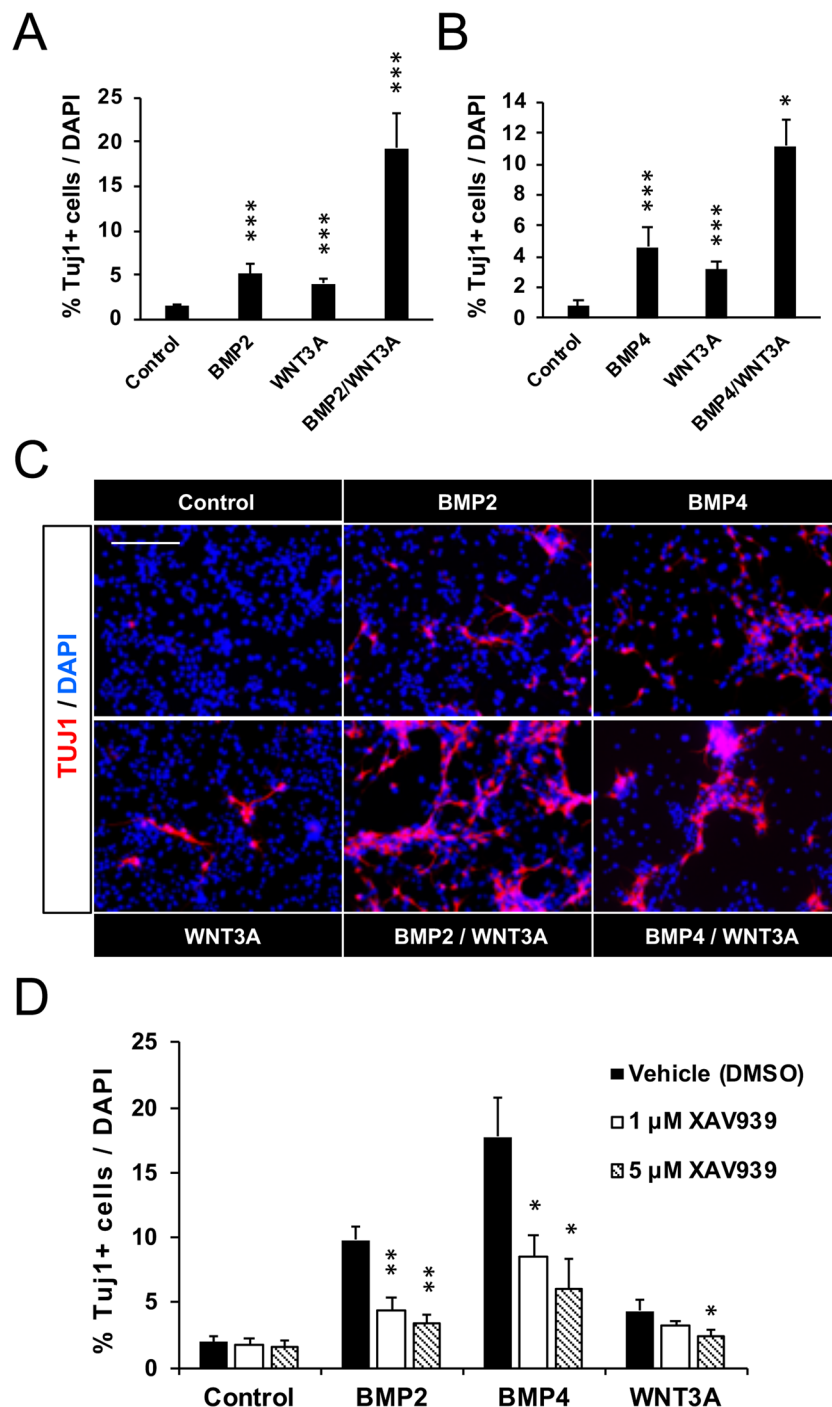 A
B
% Tuj1+ cells / DAPI
25
20
15
10
5
0
***
***
***
Control
BMP2
WNT3A
BMP2/WNT3A
% Tuj1+ cells / DAPI
14
12
10
8
6
4
2
0
***
***
*
Control
BMP4
WNT3A
BMP4/WNT3A
C
Control
BMP2
BMP4
TUJ1 / DAPI
WNT3A
BMP2 / WNT3A
BMP4 / WNT3A
D
% Tuj1+ cells / DAPI
25
20
15
10
5
0
**
**
*
*
*
Vehicle (DMSO)
1 µM XAV939
5 µM XAV939
Control
BMP2
BMP4
WNT3A